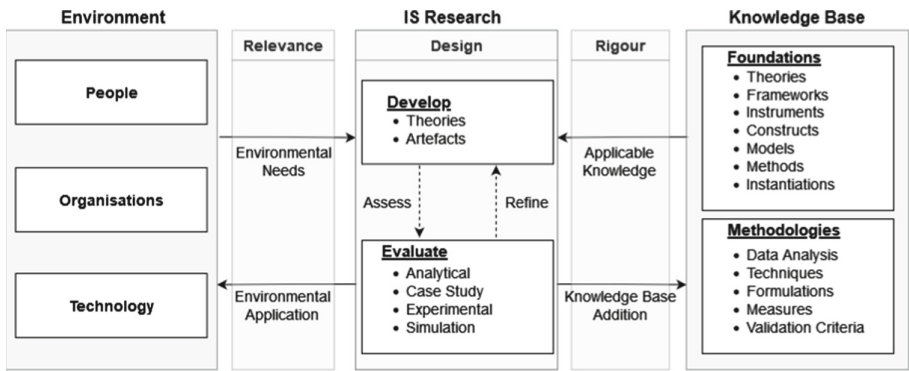 Environment
IS Research
Knowledge Base
Relevance
Design
Rigour
People
Organisations
Technology
Environmental
Needs
Environmental
Application
Develop
• Theories
• Artefacts
Assess
Refine
Evaluate
• Analytical
• Case Study
• Experimental
• Simulation
Applicable
Knowledge
Knowledge Base
Addition
Foundations
• Theories
• Frameworks
• Instruments
• Constructs
• Models
• Methods
• Instantiations
Methodologies
• Data Analysis
• Techniques
• Formulations
• Measures
• Validation Criteria